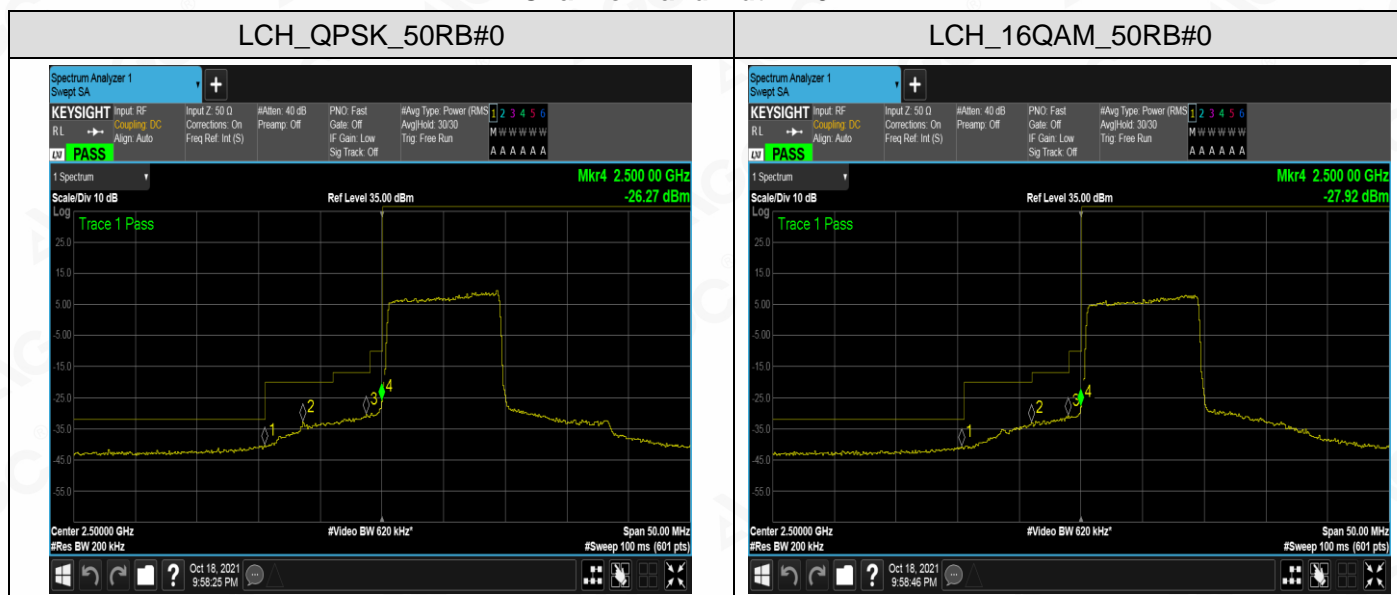 LCH_QPSK_50RB#0
Spectrum Analyzer 1
Swept SA
+
KEYSIGHT
RL
Input: RF
Coupling: DC
Align: Auto
Input Z: 50 Ω
Corrections: On
Freq Ref: Int (S)
#Atten: 40 dB
Preamp: Off
PNO: Fast
Gate: Off
IF Gain: Low
Sig Track: Off
#Avg Type: Power (RMS
Avg|Hold: 30/30
Trig: Free Run
1 2 3 4 5 6
M W W W W W
A A A A A A
LXI PASS
1 Spectrum
Scale/Div 10 dB
Ref Level 35.00 dBm
Mkr4 2.500 00 GHz
-26.27 dBm
Log
Trace 1 Pass
25.0
15.0
5.00
-5.00
-15.0
-25.0
-35.0
-45.0
-55.0
1
2
3
4
Center 2.50000 GHz
#Res BW 200 kHz
#Video BW 620 kHz*
Span 50.00 MHz
#Sweep 100 ms (601 pts)
?
Oct 18, 2021
9:58:25 PM
LCH_16QAM_50RB#0
Spectrum Analyzer 1
Swept SA
+
KEYSIGHT
RL
Input: RF
Coupling: DC
Align: Auto
Input Z: 50 Ω
Corrections: On
Freq Ref: Int (S)
#Atten: 40 dB
Preamp: Off
PNO: Fast
Gate: Off
IF Gain: Low
Sig Track: Off
#Avg Type: Power (RMS
Avg|Hold: 30/30
Trig: Free Run
1 2 3 4 5 6
M W W W W W
A A A A A A
LXI PASS
1 Spectrum
Scale/Div 10 dB
Ref Level 35.00 dBm
Mkr4 2.500 00 GHz
-27.92 dBm
Log
Trace 1 Pass
25.0
15.0
5.00
-5.00
-15.0
-25.0
-35.0
-45.0
-55.0
1
2
3
4
Center 2.50000 GHz
#Res BW 200 kHz
#Video BW 620 kHz*
Span 50.00 MHz
#Sweep 100 ms (601 pts)
?
Oct 18, 2021
9:58:46 PM